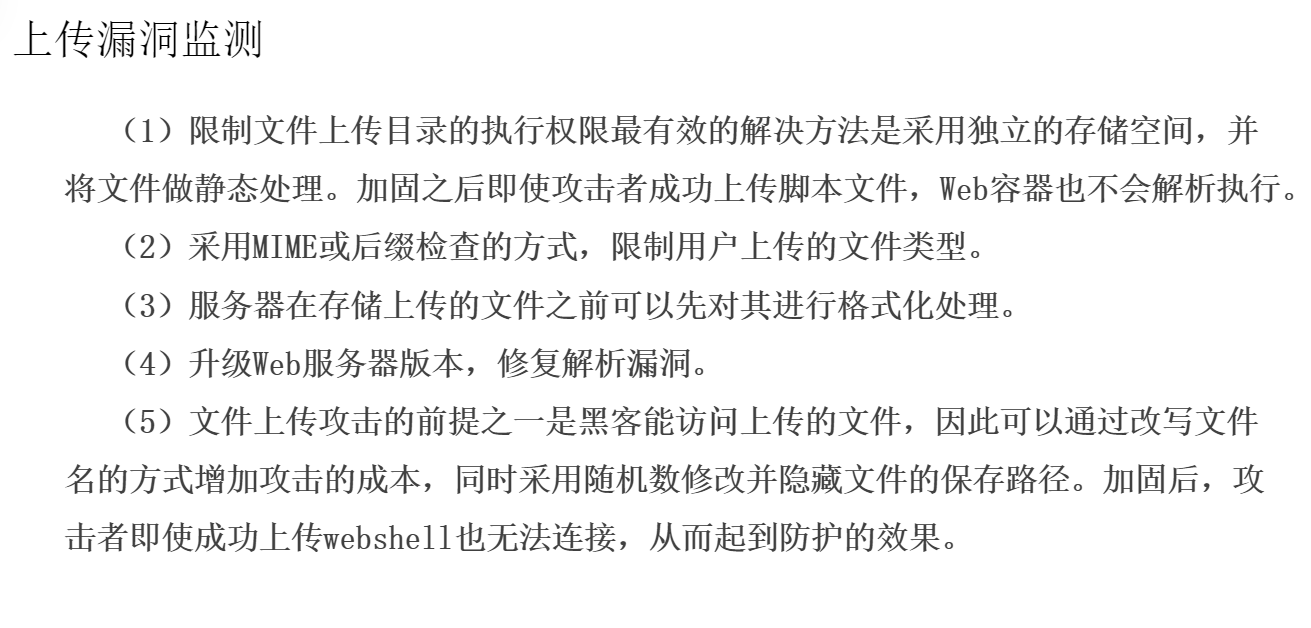 上传漏洞监测
（1）限制文件上传目录的执行权限最有效的解决方法是采用独立的存储空间，并
将文件做静态处理。加固之后即使攻击者成功上传脚本文件，Web容器也不会解析执行。
（2）采用MIME或后缀检查的方式，限制用户上传的文件类型。
（3）服务器在存储上传的文件之前可以先对其进行格式化处理。
（4）升级Web服务器版本，修复解析漏洞。
（5）文件上传攻击的前提之一是黑客能访问上传的文件，因此可以通过改写文件
名的方式增加攻击的成本，同时采用随机数修改并隐藏文件的保存路径。加固后，攻
击者即使成功上传webshell也无法连接，从而起到防护的效果。